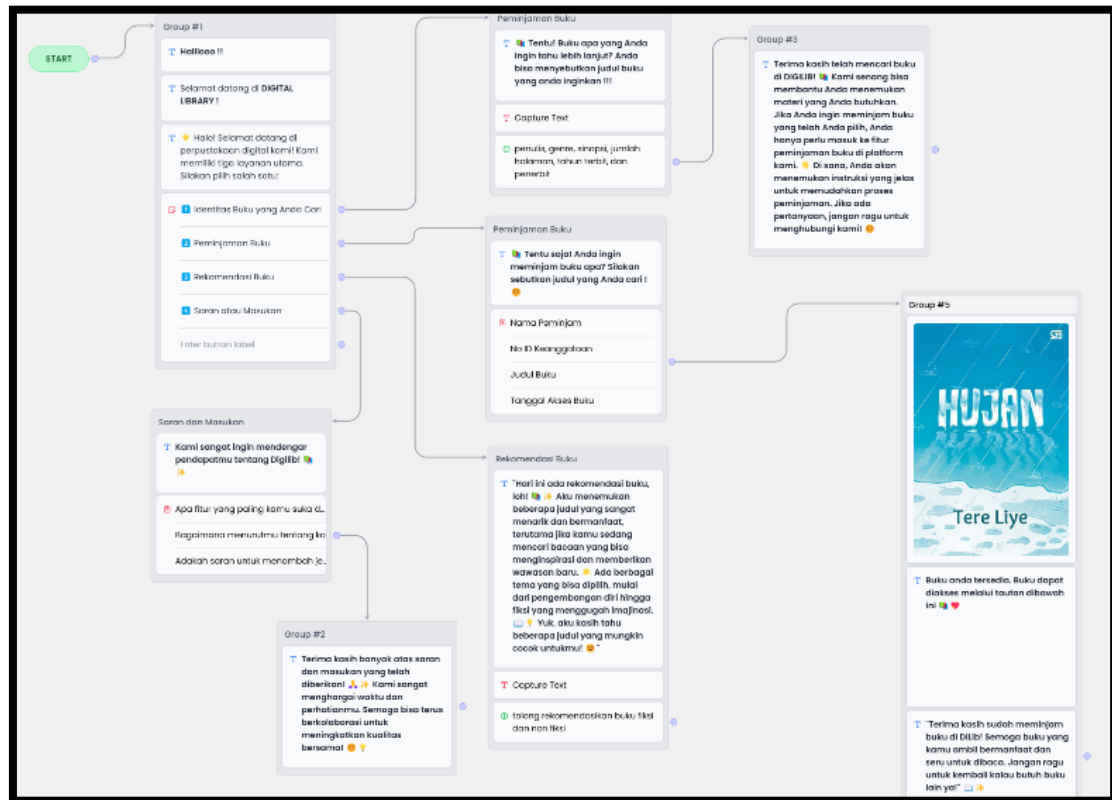 START
Group #1
Halllooo !!
Selamat datang di DIGITAL
LIBRARY !
Halo! Selamat datang di
perpustakaan digital kami! Kami
memiliki tiga layanan utama.
Silakan pilih salah satu:
1 Identitas Buku yang Anda Cari
2 Peminjaman Buku
3 Rekomendasi Buku
4 Saran atau Masukan
Enter button label
Peminjaman Buku
Tentu! Buku apa yang Anda
ingin tahu lebih lanjut? Anda
bisa menyebutkan judul buku
yang anda inginkan !!!!
Capture Text
penulis, genre, sinopsi, jumlah
halaman, tahun terbit, dan
penerbit
Group #3
Terima kasih telah mencari buku
di DIGILIB! Kami senang bisa
membantu Anda menemukan
materi yang Anda butuhkan.
Jika Anda ingin meminjam buku
yang telah Anda pilih, Anda
hanya perlu masuk ke fitur
peminjaman buku di platform
kami. Di sana, Anda akan
menemukan instruksi yang jelas
untuk memudahkan proses
peminjaman. Jika ada
pertanyaan, jangan ragu untuk
menghubungi kami!
Peminjaman Buku
Tentu saja! Anda ingin
meminjam buku apa? Silakan
sebutkan judul yang Anda cari !
Nama Peminjam
No ID Keanggotaan
Judul Buku
Tanggal Akses Buku
Group #5
HUJAN
Tere Liye
Buku anda tersedia. Buku dapat
diakses melalui tautan dibawah
ini
"Terima kasih sudah meminjam
buku di DiLib! Semoga buku yang
kamu ambil bermanfaat dan
seru untuk dibaca. Jangan ragu
untuk kembali kalau butuh buku
lain ya!"
Saran dan Masukan
Kami sangat ingin mendengar
pendapatmu tentang Digilib!
Apa fitur yang paling kamu suka d...
Bagaimana menurutmu tentang ko
Adakah saran untuk menambah je...
Rekomendasi Buku
"Hari ini ada rekomendasi buku,
loh! Aku menemukan
beberapa judul yang sangat
menarik dan bermanfaat,
terutama jika kamu sedang
mencari bacaan yang bisa
menginspirasi dan memberikan
wawasan baru. Ada berbagai
tema yang bisa dipilih, mulai
dari pengembangan diri hingga
fiksi yang menggugah imajinasi.
Yuk, aku kasih tahu
beberapa judul yang mungkin
cocok untukmu! "
Capture Text
tolong rekomendasikan buku fiksi
dan non fiksi
Group #2
Terima kasih banyak atas saran
dan masukan yang telah
diberikan! Kami sangat
menghargai waktu dan
perhatianmu. Semoga bisa terus
berkolaborasi untuk
meningkatkan kualitas
bersama!